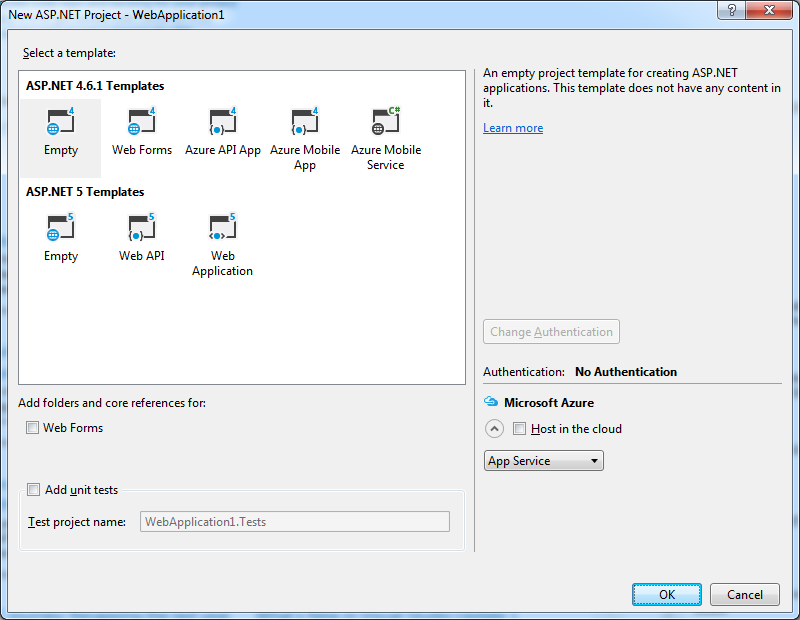 New ASP.NET Project - WebApplication1
?
Select a template:
ASP.NET 4.6.1 Templates
4
4
4
4
C#
Empty
Web Forms
Azure API App
Azure Mobile
App
Azure Mobile
Service
ASP.NET 5 Templates
5
5
5
Empty
Web API
Web
Application
An empty project template for creating ASP.NET
applications. This template does not have any content in
it.
Learn more
Change Authentication
Authentication: No Authentication
Microsoft Azure
Host in the cloud
App Service
Add folders and core references for:
Web Forms
Add unit tests
Test project name: WebApplication1.Tests
OK
Cancel